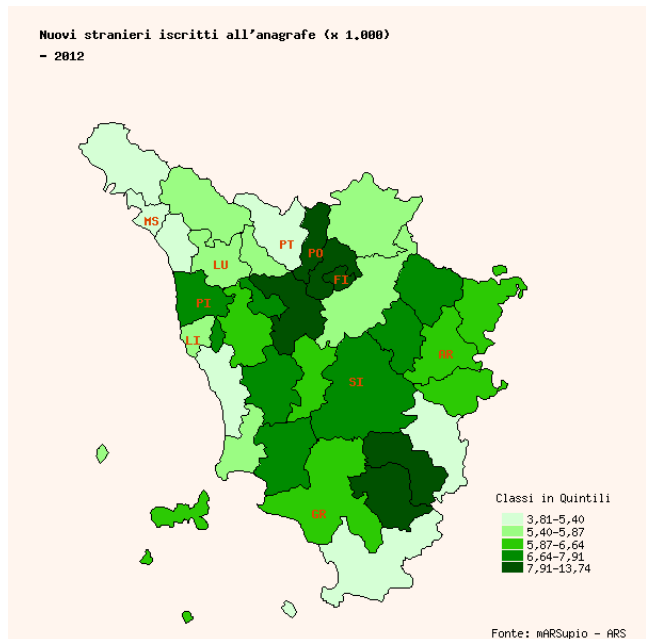 Nuovi stranieri iscritti all'anagrafe (x 1.000)
- 2012
MS
PT
PO
LU
FI
PI
LI
AR
SI
GR
Classi in Quintili
3,81-5,40
5,40-5,87
5,87-6,64
6,64-7,91
7,91-13,74
Fonte: mARSupio - ARS